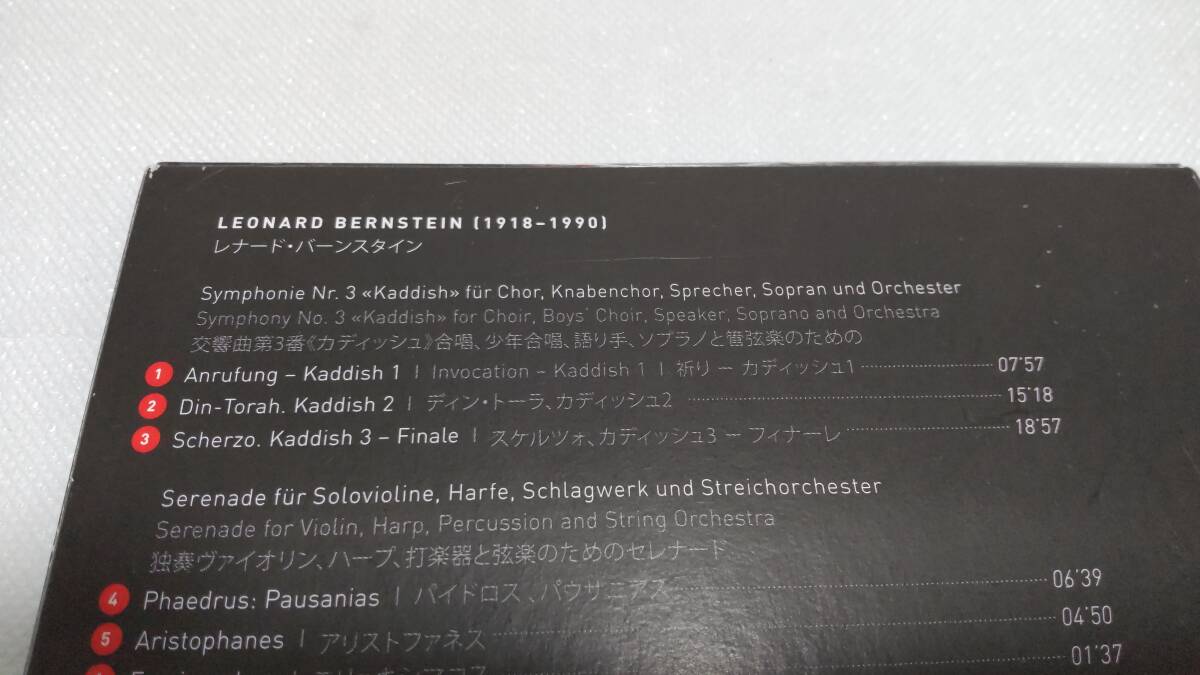 LEONARD BERNSTEIN (1918–1990)
レナード・バーンスタイン
Symphonie Nr. 3 «Kaddish» für Chor, Knabenchor, Sprecher, Sopran und Orchester
Symphony No. 3 «Kaddish» for Choir, Boys' Choir, Speaker, Soprano and Orchestra
交響曲第3番《カディッシュ》合唱、少年合唱、語り手、ソプラノと管弦楽のための
1 Anrufung – Kaddish 1 | Invocation – Kaddish 1 | 祈り ー カディッシュ1 07'57
2 Din-Torah. Kaddish 2 | ディン・トーラ、カディッシュ2 15'18
3 Scherzo. Kaddish 3 – Finale | スケルツォ、カディッシュ3 ー フィナーレ 18'57
Serenade für Solovioline, Harfe, Schlagwerk und Streichorchester
Serenade for Violin, Harp, Percussion and String Orchestra
独奏ヴァイオリン、ハープ、打楽器と弦楽のためのセレナード
4 Phaedrus: Pausanias | パイドロス、パウサニアス 06'39
5 Aristophanes | アリストファネス 04'50
01'37